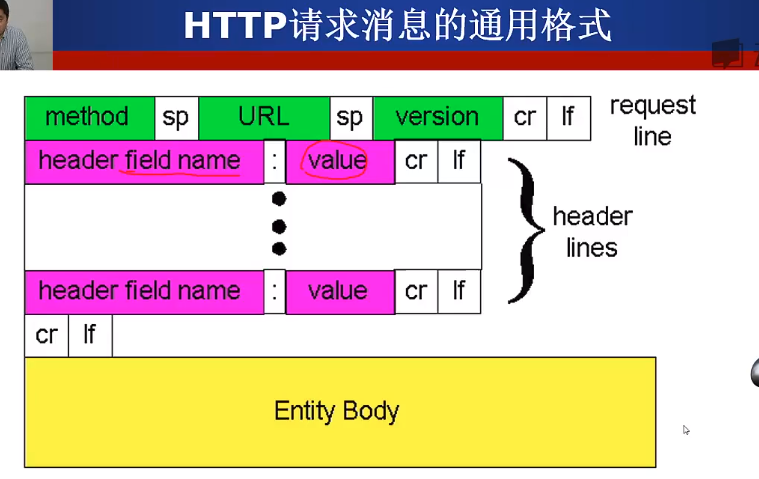 HTTP请求消息的通用格式
method sp URL sp version cr lf request line
header field name : value cr lf
header lines
header field name : value cr lf
cr lf
Entity Body